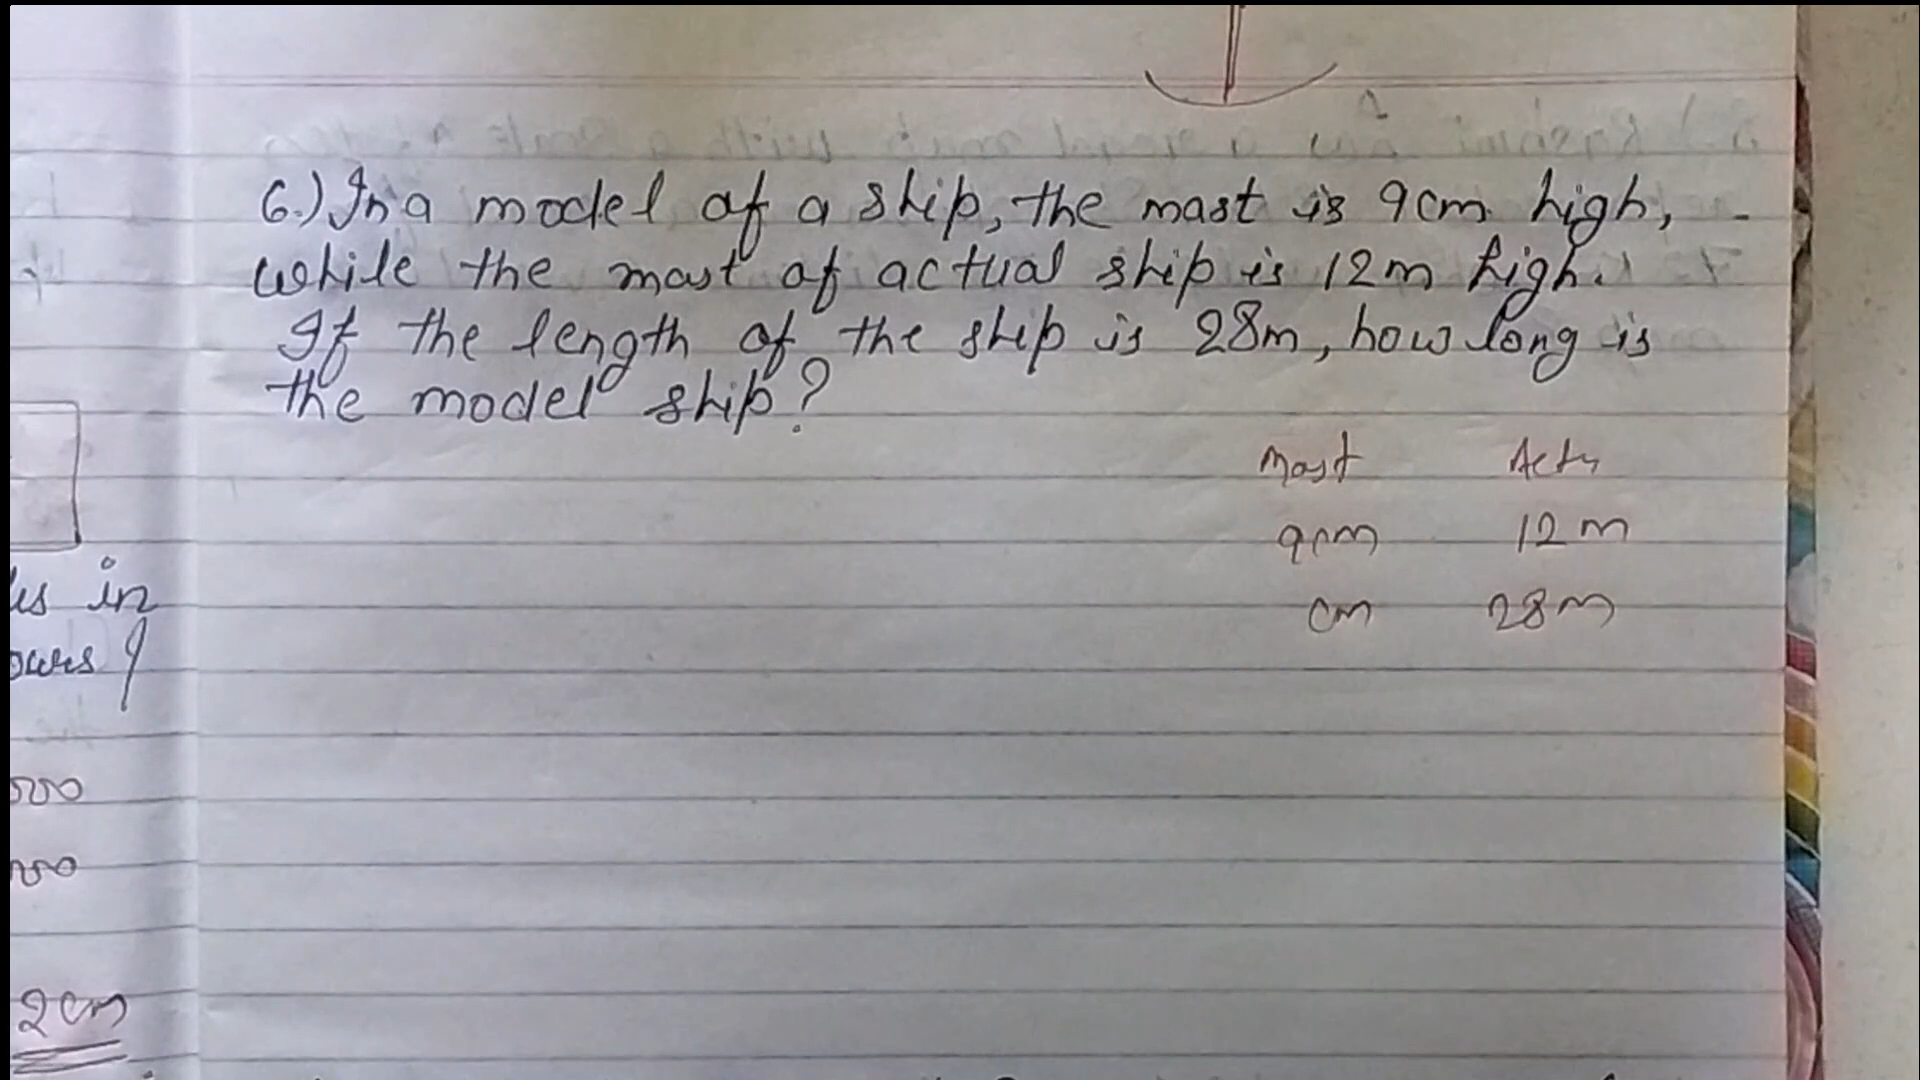 6.) In a model of a ship, the mast is 9cm high,
while the mast of actual ship is 12m high.
If the length of the ship is 28m, how long is
the model ship?
Mast Actu
9cm 12m
cm 28m
in
2cm